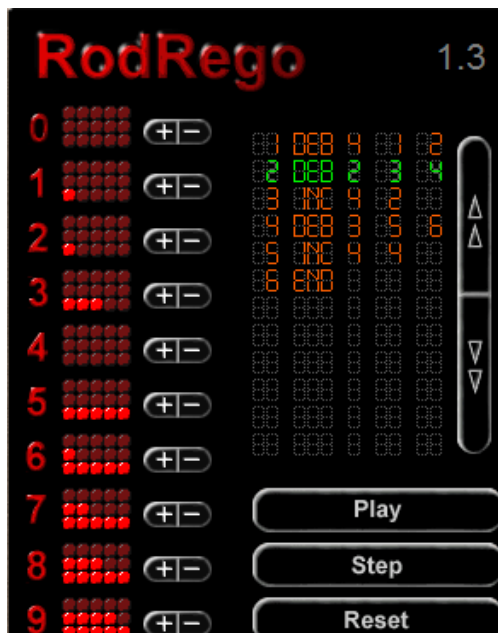 RodRego 1.3
0 + −
1 + −
2 + −
3 + −
4 + −
5 + −
6 + −
7 + −
8 + −
9 + −
1 DEB 4 1 2
2 DEB 2 3 4
3 INC 4 2
4 DEB 3 5 6
5 INC 4 4
6 END
Play
Step
Reset